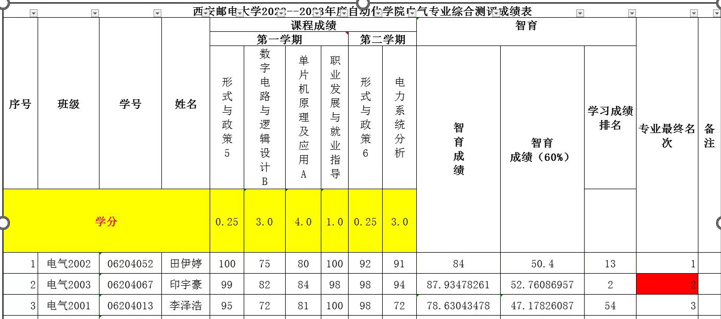 西安邮电大学2022--2023年度自动化学院电气专业综合测评成绩表
课程成绩 智育
第一学期 第二学期
序号 班级 学号 姓名 形式与政策5 数字电路与逻辑设计B 单片机原理及应用A 职业发展与就业指导 形式与政策6 电力系统分析 智育成绩 智育成绩（60%） 学习成绩排名 专业最终名次 备注
学分 0.25 3.0 4.0 1.0 0.25 3.0
1 电气2002 06204052 田伊婷 100 75 80 100 92 91 84 50.4 13 1
2 电气2003 06204067 印宇豪 99 82 84 98 98 94 87.93478261 52.76086957 2 2
3 电气2001 06204013 李泽浩 95 72 81 100 98 72 78.63043478 47.17826087 54 3